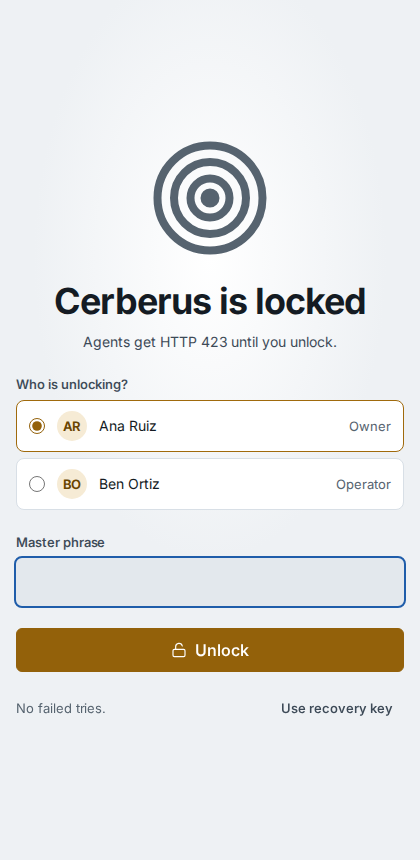 Cerberus is locked
Agents get HTTP 423 until you unlock.
Who is unlocking?
AR Ana Ruiz Owner
BO Ben Ortiz Operator
Master phrase
Unlock
No failed tries. Use recovery key